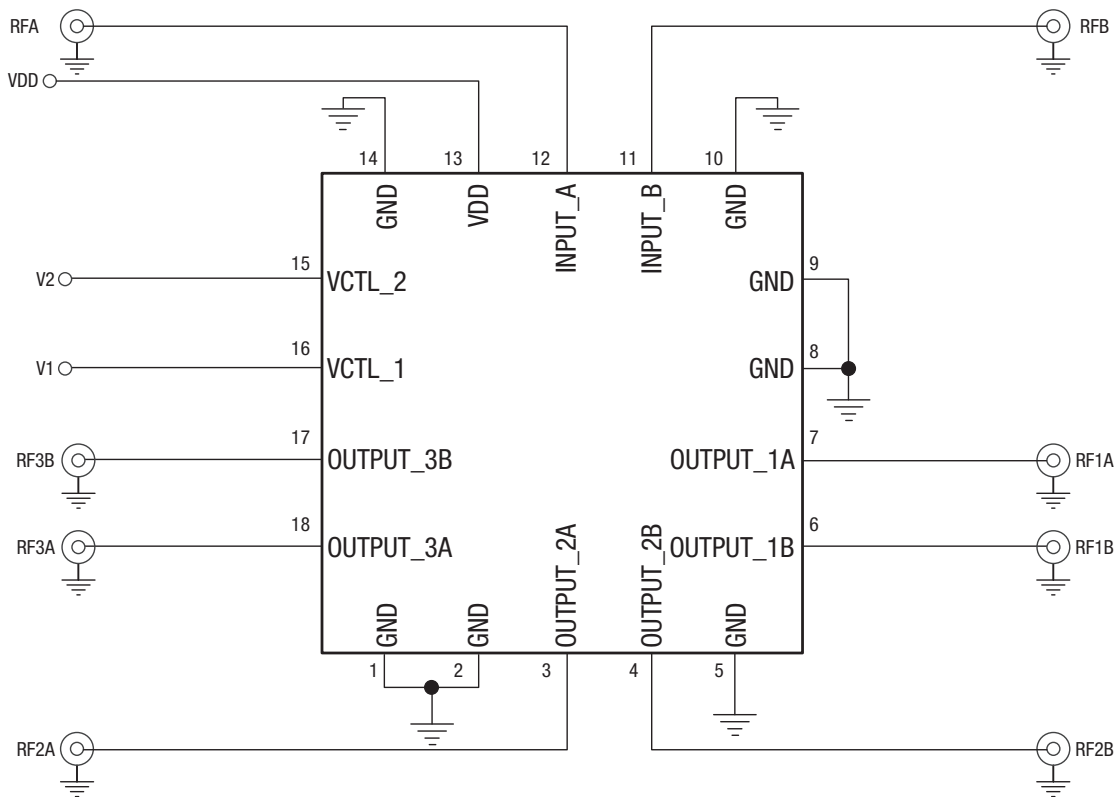 RFA
RFB
VDD
14
13
12
11
10
GND
VDD
INPUT_A
INPUT_B
GND
V2
15
VCTL_2
GND
9
V1
16
VCTL_1
GND
8
RF3B
17
OUTPUT_3B
OUTPUT_1A
7
RF1A
RF3A
18
OUTPUT_3A
OUTPUT_2A
OUTPUT_2B
OUTPUT_1B
6
RF1B
GND
GND
GND
1
2
3
4
5
RF2A
RF2B